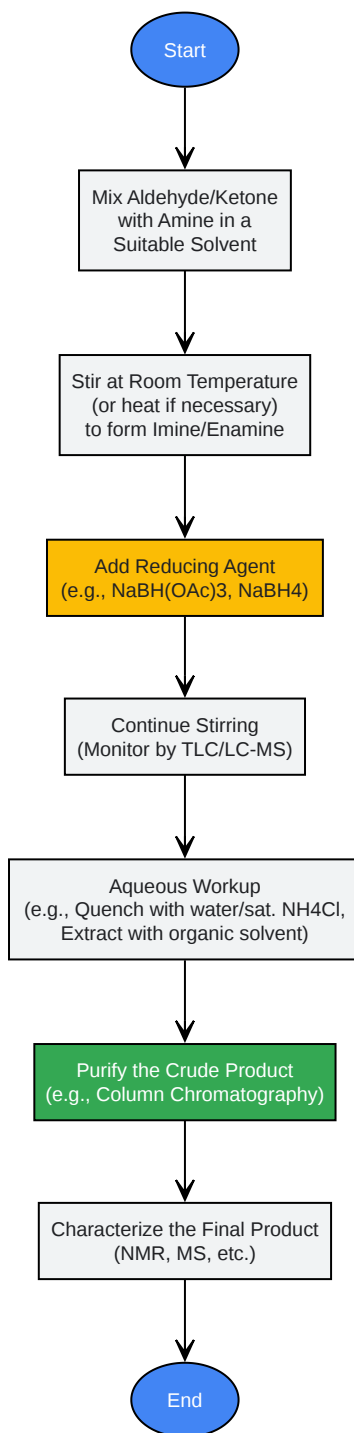 Start
Mix Aldehyde/Ketone
with Amine in a
Suitable Solvent
Stir at Room Temperature
(or heat if necessary)
to form Imine/Enamine
Add Reducing Agent
(e.g., NaBH(OAc)3, NaBH4)
Continue Stirring
(Monitor by TLC/LC-MS)
Aqueous Workup
(e.g., Quench with water/sat. NH4Cl,
Extract with organic solvent)
Purify the Crude Product
(e.g., Column Chromatography)
Characterize the Final Product
(NMR, MS, etc.)
End